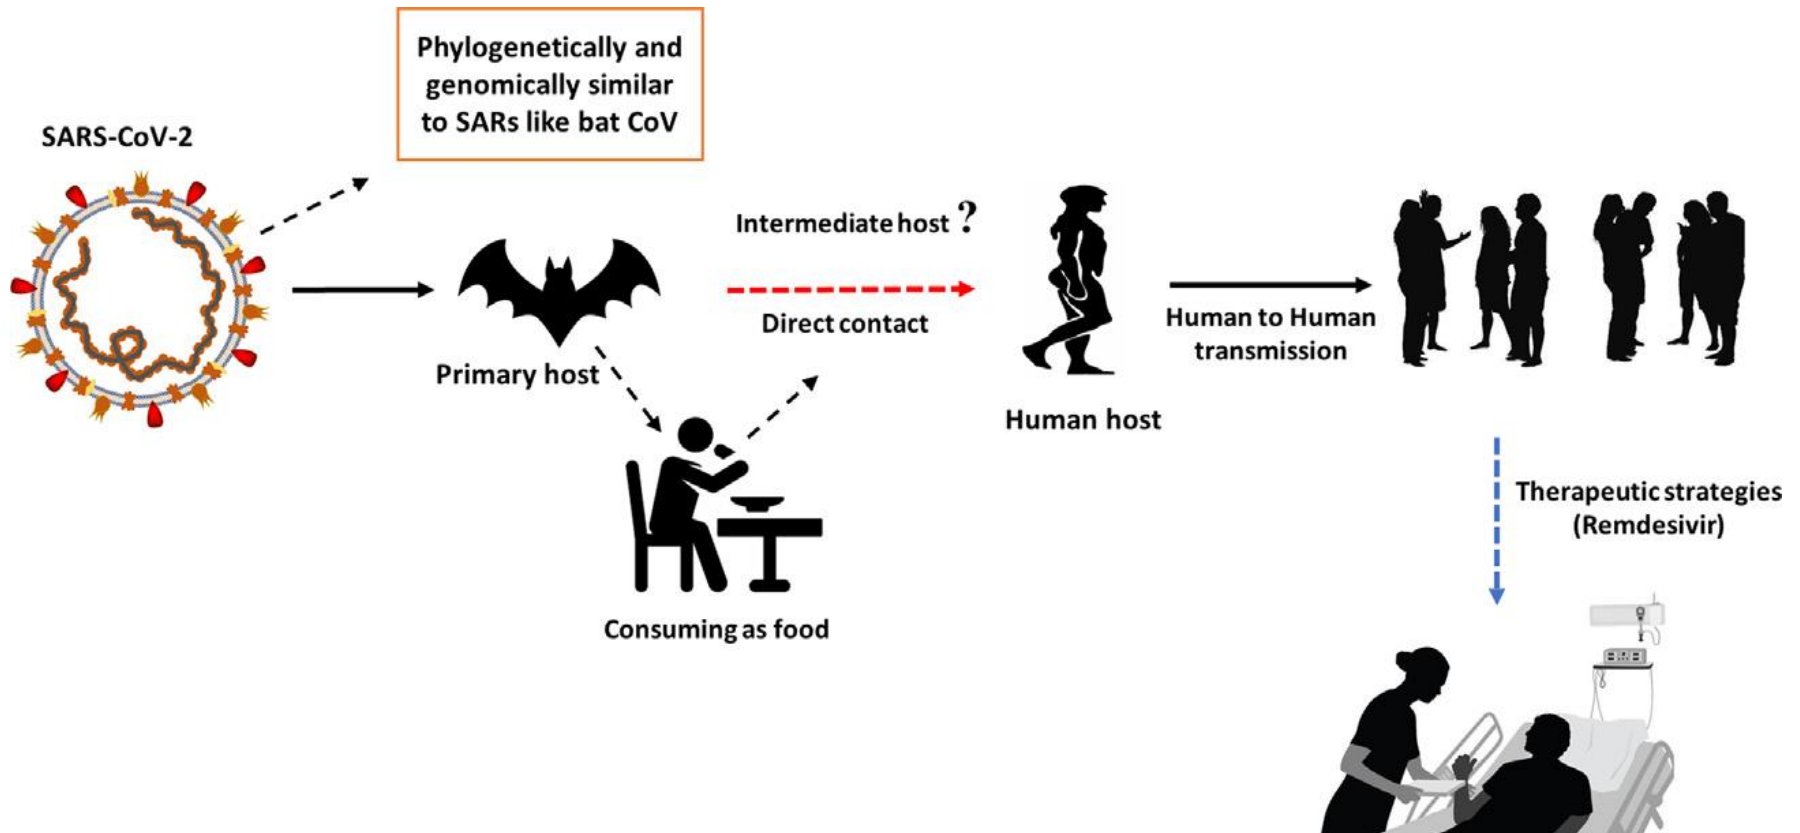 Phylogenetically and
genomically similar
to SARs like bat CoV
SARS-CoV-2
Intermediate host ?
Direct contact
Primary host
Human to Human
transmission
Human host
Consuming as food
Therapeutic strategies
(Remdesivir)